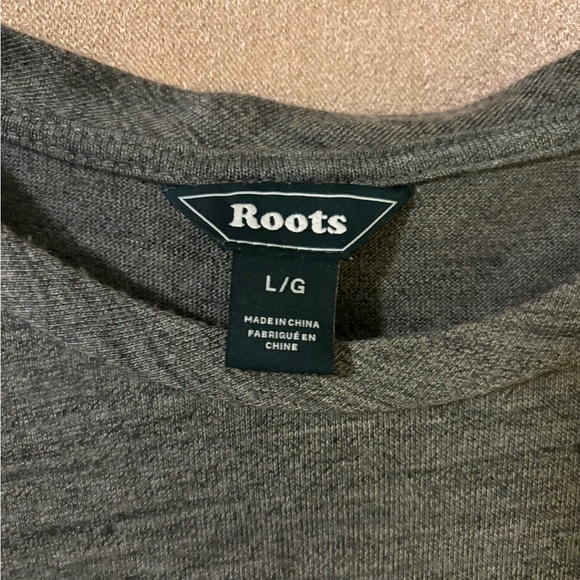 Roots
L/G
MADE IN CHINA
FABRIQUÉ EN
CHINE